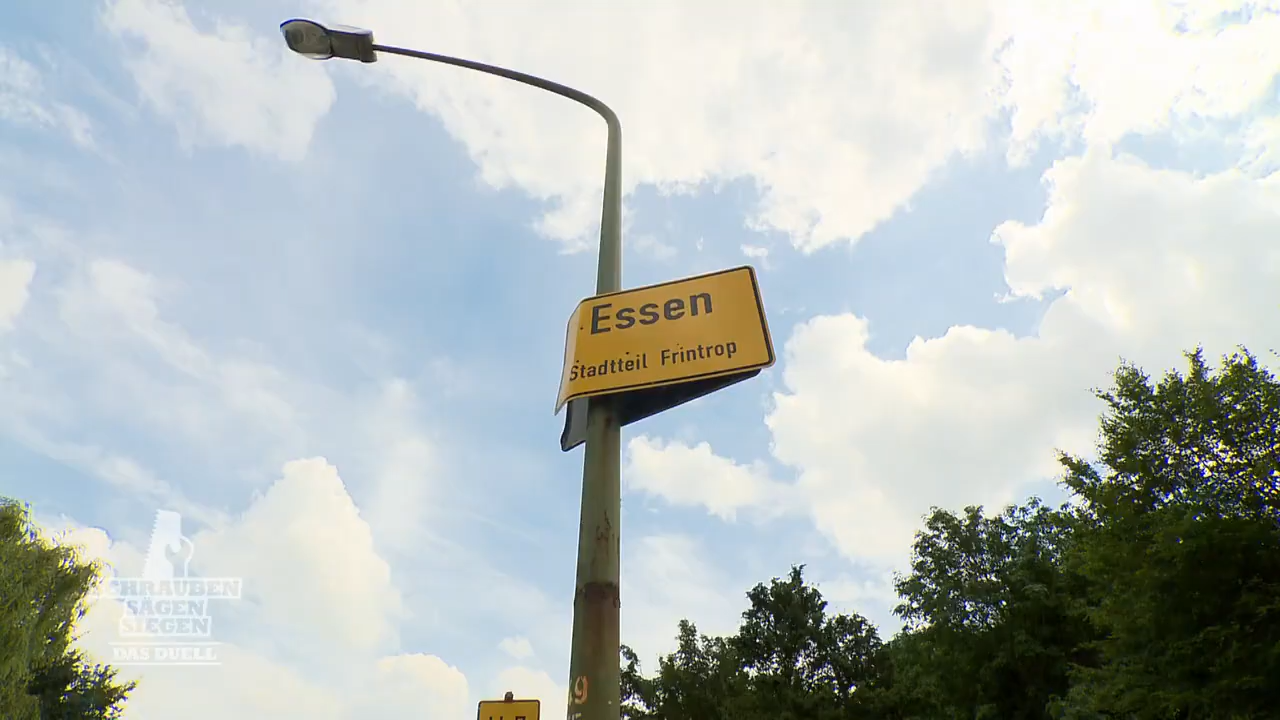 Essen
Stadtteil Frintrop
SCHRAUBEN
SÄGEN
SIEGEN
DAS DUELL